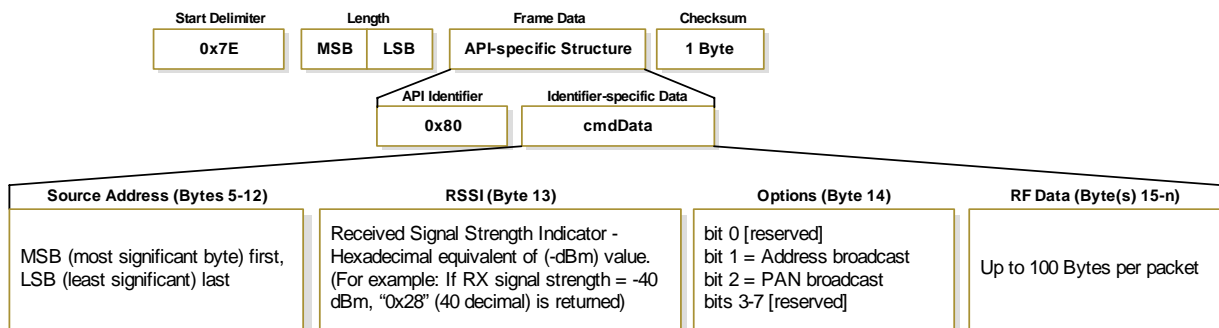 Start Delimiter
Length
Frame Data
Checksum
0x7E
MSB
LSB
API-specific Structure
1 Byte
API Identifier
Identifier-specific Data
0x80
cmdData
Source Address (Bytes 5-12)
MSB (most significant byte) first,
LSB (least significant) last
RSSI (Byte 13)
Received Signal Strength Indicator -
Hexadecimal equivalent of (-dBm) value.
(For example: If RX signal strength = -40
dBm, “0x28” (40 decimal) is returned)
Options (Byte 14)
bit 0 [reserved]
bit 1 = Address broadcast
bit 2 = PAN broadcast
bits 3-7 [reserved]
RF Data (Byte(s) 15-n)
Up to 100 Bytes per packet